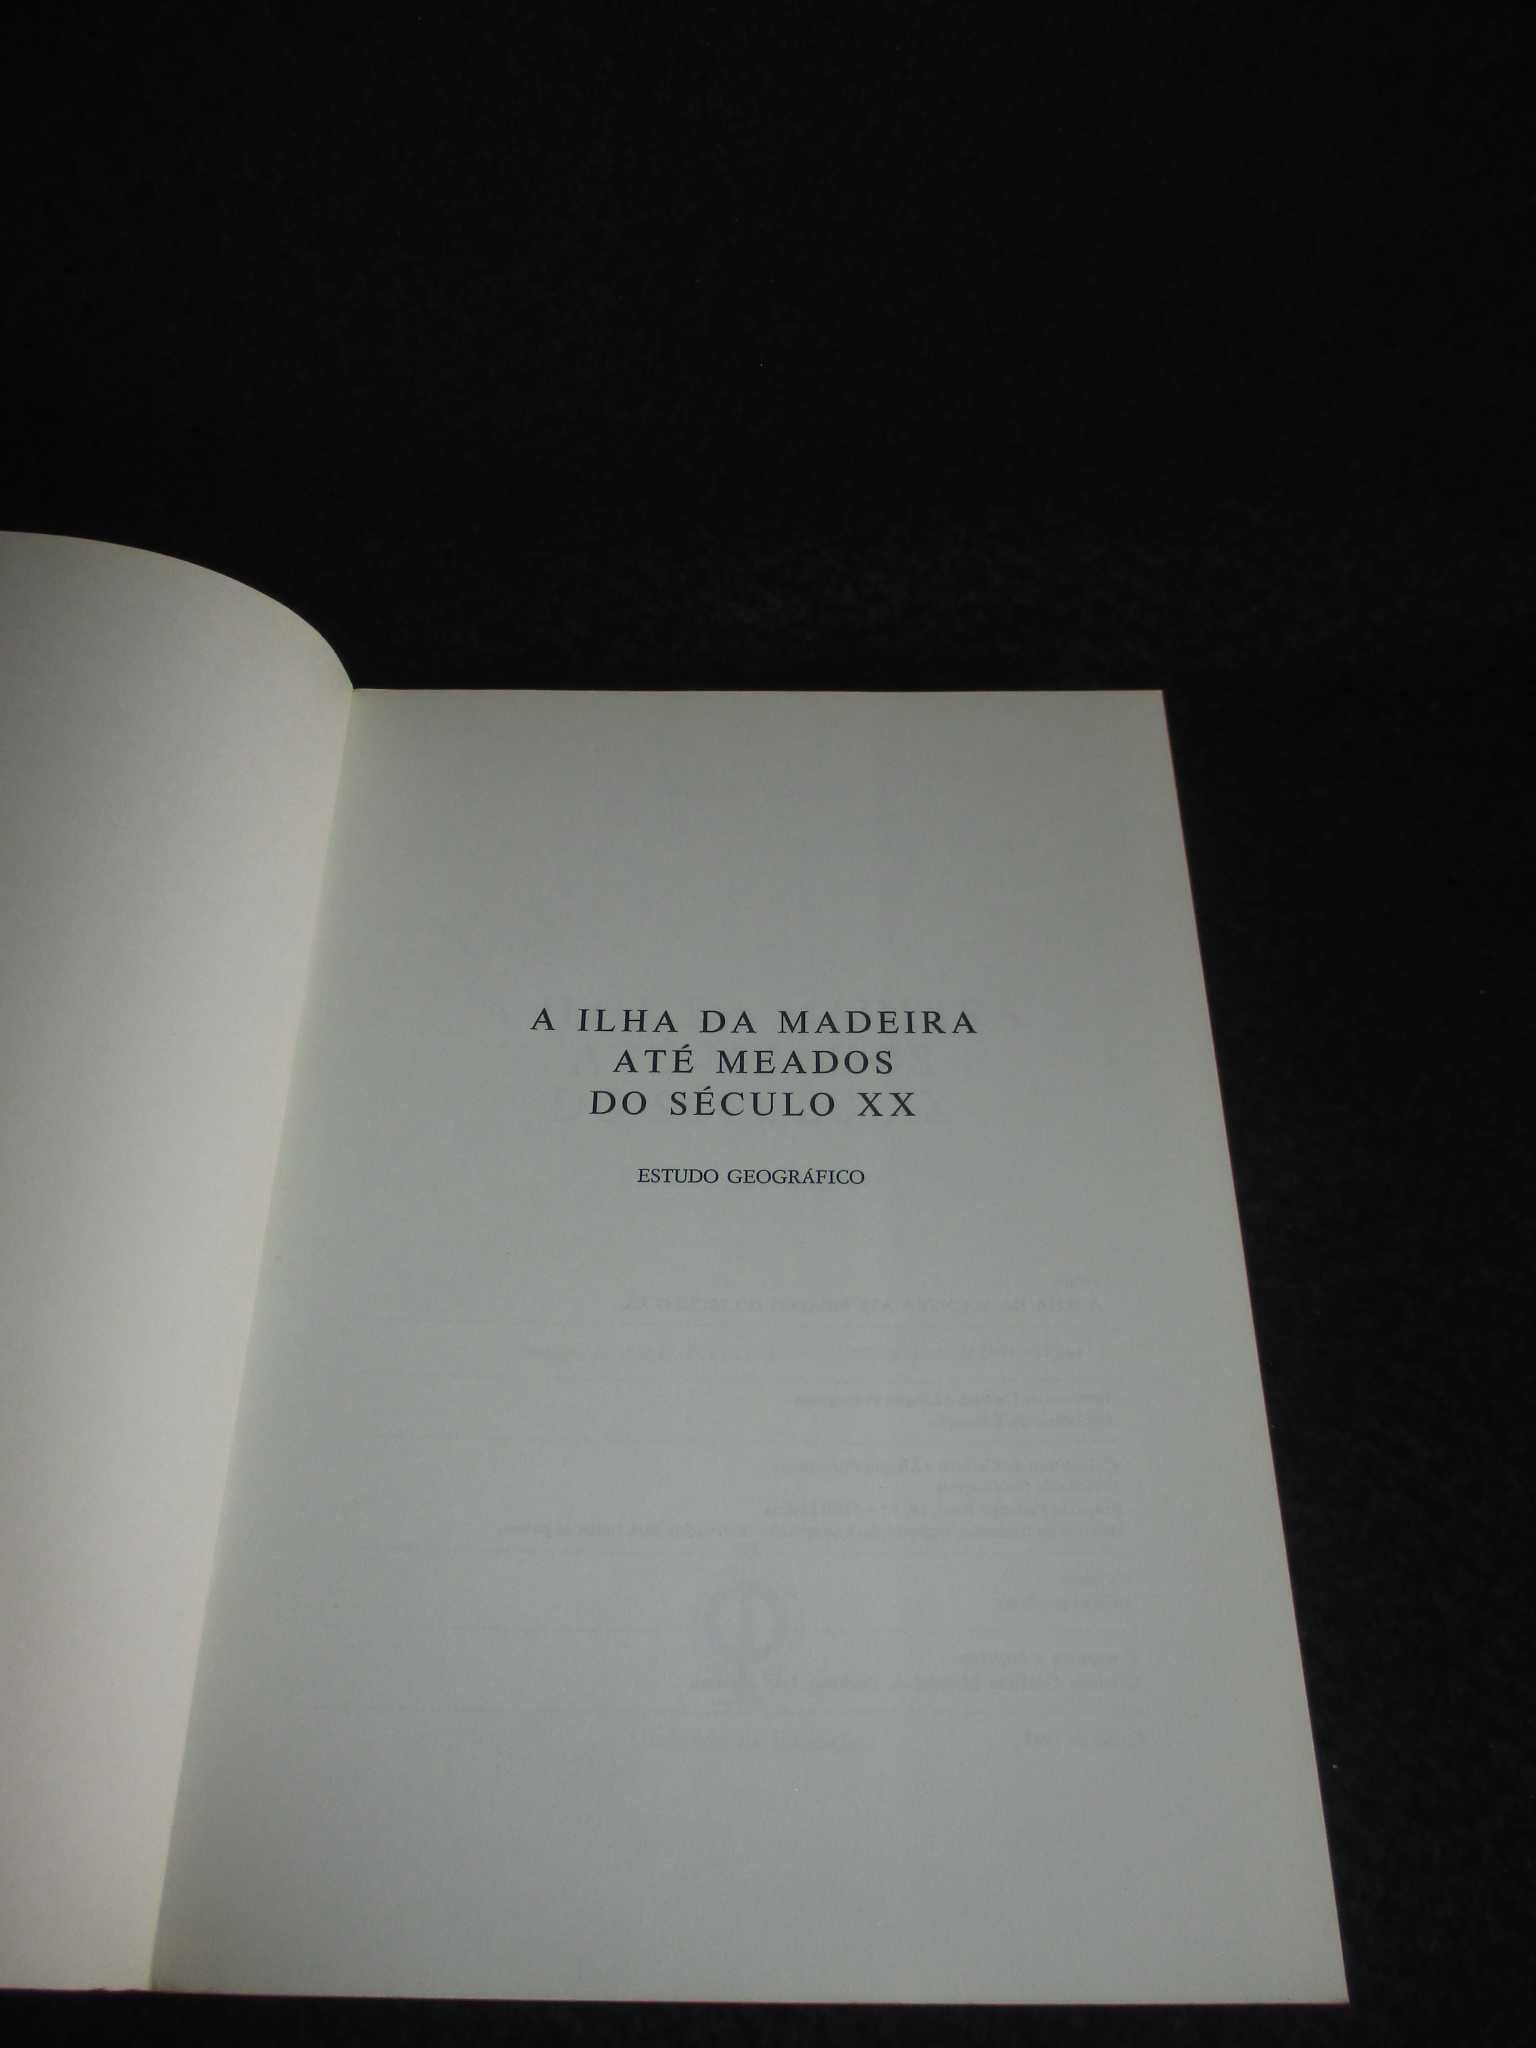 A ILHA DA MADEIRA
ATÉ MEADOS
DO SÉCULO XX
ESTUDO GEOGRÁFICO